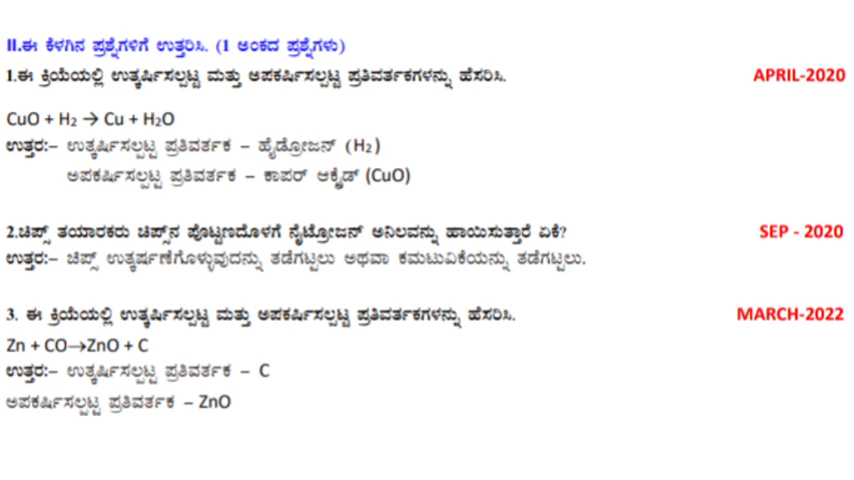 II.ಈ ಕೆಳಗಿನ ಪ್ರಶ್ನೆಗಳಿಗೆ ಉತ್ತರಿಸಿ. (1 ಅಂಕದ ಪ್ರಶ್ನೆಗಳು)
1.ಈ ಕ್ರಿಯೆಯಲ್ಲಿ ಉತ್ಕರ್ಷಿಸಲ್ಪಟ್ಟ ಮತ್ತು ಅಪಕರ್ಷಿಸಲ್ಪಟ್ಟ ಪ್ರತಿವರ್ತಕಗಳನ್ನು ಹೆಸರಿಸಿ. APRIL-2020
CuO + H₂ → Cu + H₂O
ಉತ್ತರ:– ಉತ್ಕರ್ಷಿಸಲ್ಪಟ್ಟ ಪ್ರತಿವರ್ತಕ – ಹೈಡ್ರೋಜನ್ (H₂)
ಅಪಕರ್ಷಿಸಲ್ಪಟ್ಟ ಪ್ರತಿವರ್ತಕ – ಕಾಪರ್ ಆಕ್ಸೈಡ್ (CuO)
2.ಚಿಪ್ಸ್ ತಯಾರಕರು ಚಿಪ್ಸ್‌ನ ಪೊಟ್ಟಣದೊಳಗೆ ನೈಟ್ರೋಜನ್ ಅನಿಲವನ್ನು ಹಾಯಿಸುತ್ತಾರೆ ಏಕೆ? SEP - 2020
ಉತ್ತರ:– ಚಿಪ್ಸ್ ಉತ್ಕರ್ಷಣೆಗೊಳ್ಳುವುದನ್ನು ತಡೆಗಟ್ಟಲು ಅಥವಾ ಕಮಟುವಿಕೆಯನ್ನು ತಡೆಗಟ್ಟಲು.
3. ಈ ಕ್ರಿಯೆಯಲ್ಲಿ ಉತ್ಕರ್ಷಿಸಲ್ಪಟ್ಟ ಮತ್ತು ಅಪಕರ್ಷಿಸಲ್ಪಟ್ಟ ಪ್ರತಿವರ್ತಕಗಳನ್ನು ಹೆಸರಿಸಿ. MARCH-2022
Zn + CO→ZnO + C
ಉತ್ತರ:– ಉತ್ಕರ್ಷಿಸಲ್ಪಟ್ಟ ಪ್ರತಿವರ್ತಕ – C
ಅಪಕರ್ಷಿಸಲ್ಪಟ್ಟ ಪ್ರತಿವರ್ತಕ – ZnO